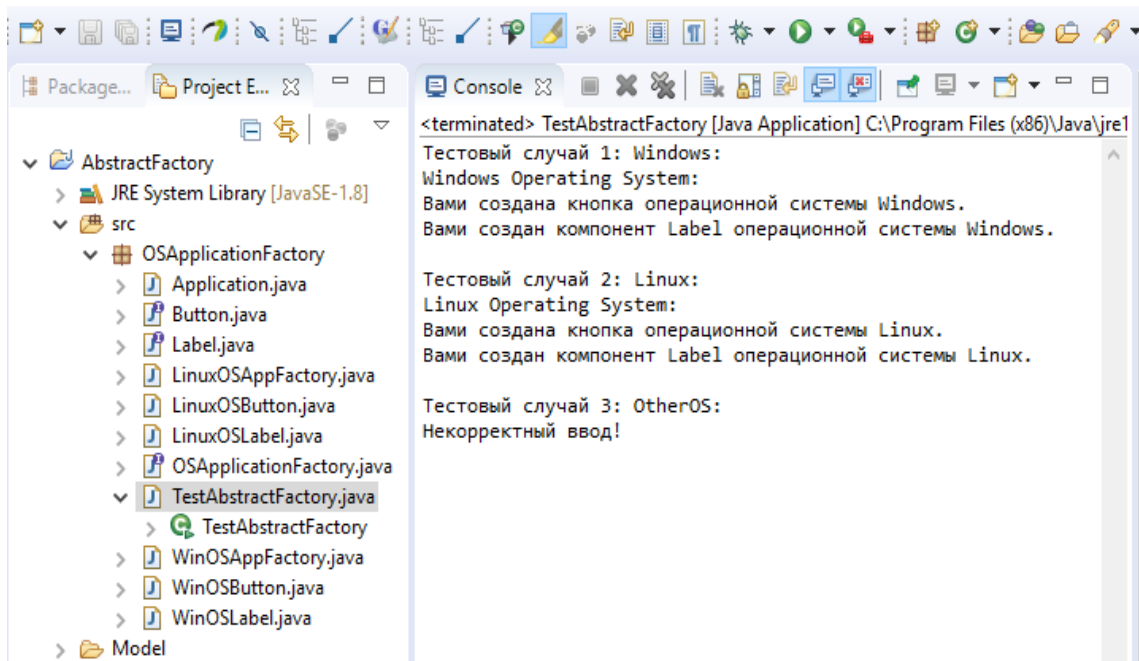 Package...
Project E...
AbstractFactory
JRE System Library [JavaSE-1.8]
src
OSApplicationFactory
Application.java
Button.java
Label.java
LinuxOSAppFactory.java
LinuxOSButton.java
LinuxOSLabel.java
OSApplicationFactory.java
TestAbstractFactory.java
TestAbstractFactory
WinOSAppFactory.java
WinOSButton.java
WinOSLabel.java
Model
Console
<terminated> TestAbstractFactory [Java Application] C:\Program Files (x86)\Java\jre1
Тестовый случай 1: Windows:
Windows Operating System:
Вами создана кнопка операционной системы Windows.
Вами создан компонент Label операционной системы Windows.
Тестовый случай 2: Linux:
Linux Operating System:
Вами создана кнопка операционной системы Linux.
Вами создан компонент Label операционной системы Linux.
Тестовый случай 3: OtherOS:
Некорректный ввод!